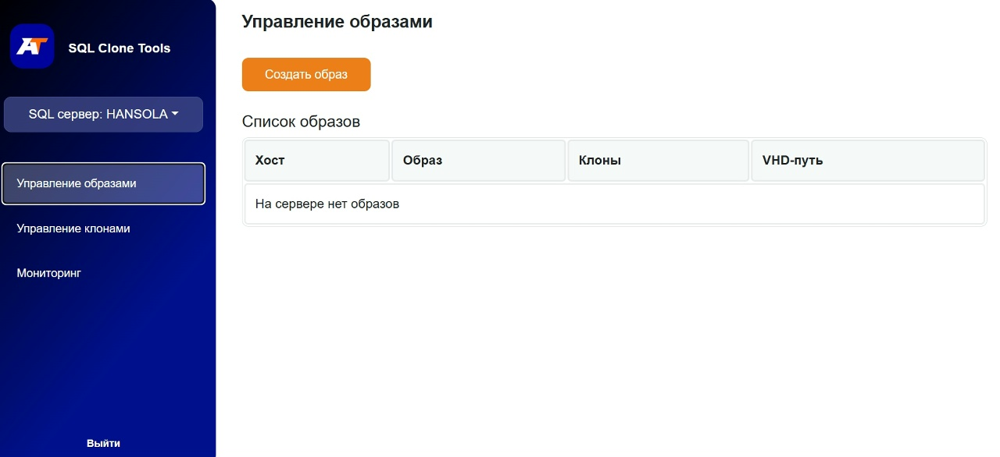 AT
SQL Clone Tools
SQL сервер: HANSOLA
Управление образами
Управление клонами
Мониторинг
Выйти
Управление образами
Создать образ
Список образов
Хост Образ Клоны VHD-путь
На сервере нет образов